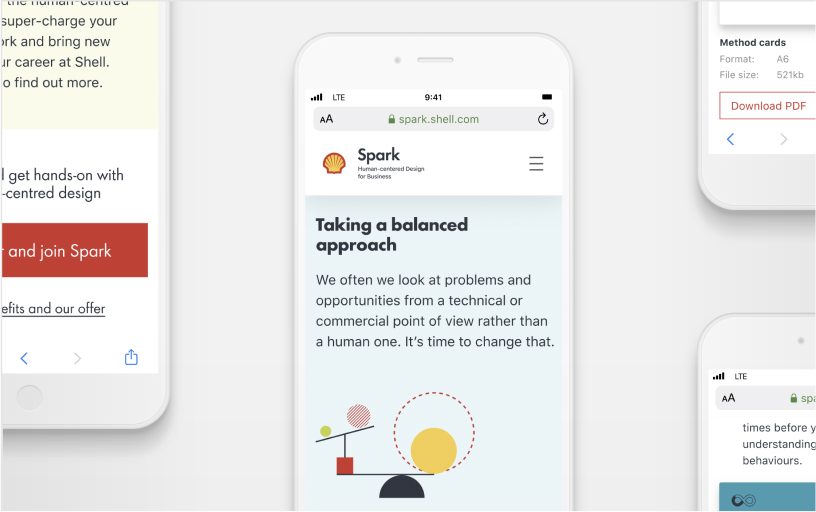 the human-centred
super-charge your
rk and bring new
ur career at Shell.
o find out more.
l get hands-on with
-centred design
r and join Spark
efits and our offer
LTE
9:41
AA
spark.shell.com
Spark
Human-centered Design
for Business
Taking a balanced
approach
We often we look at problems and
opportunities from a technical or
commercial point of view rather than
a human one. It's time to change that.
Method cards
Format: A6
File size: 521kb
Download PDF
LTE
AA
spa
times before y
understanding
behaviours.